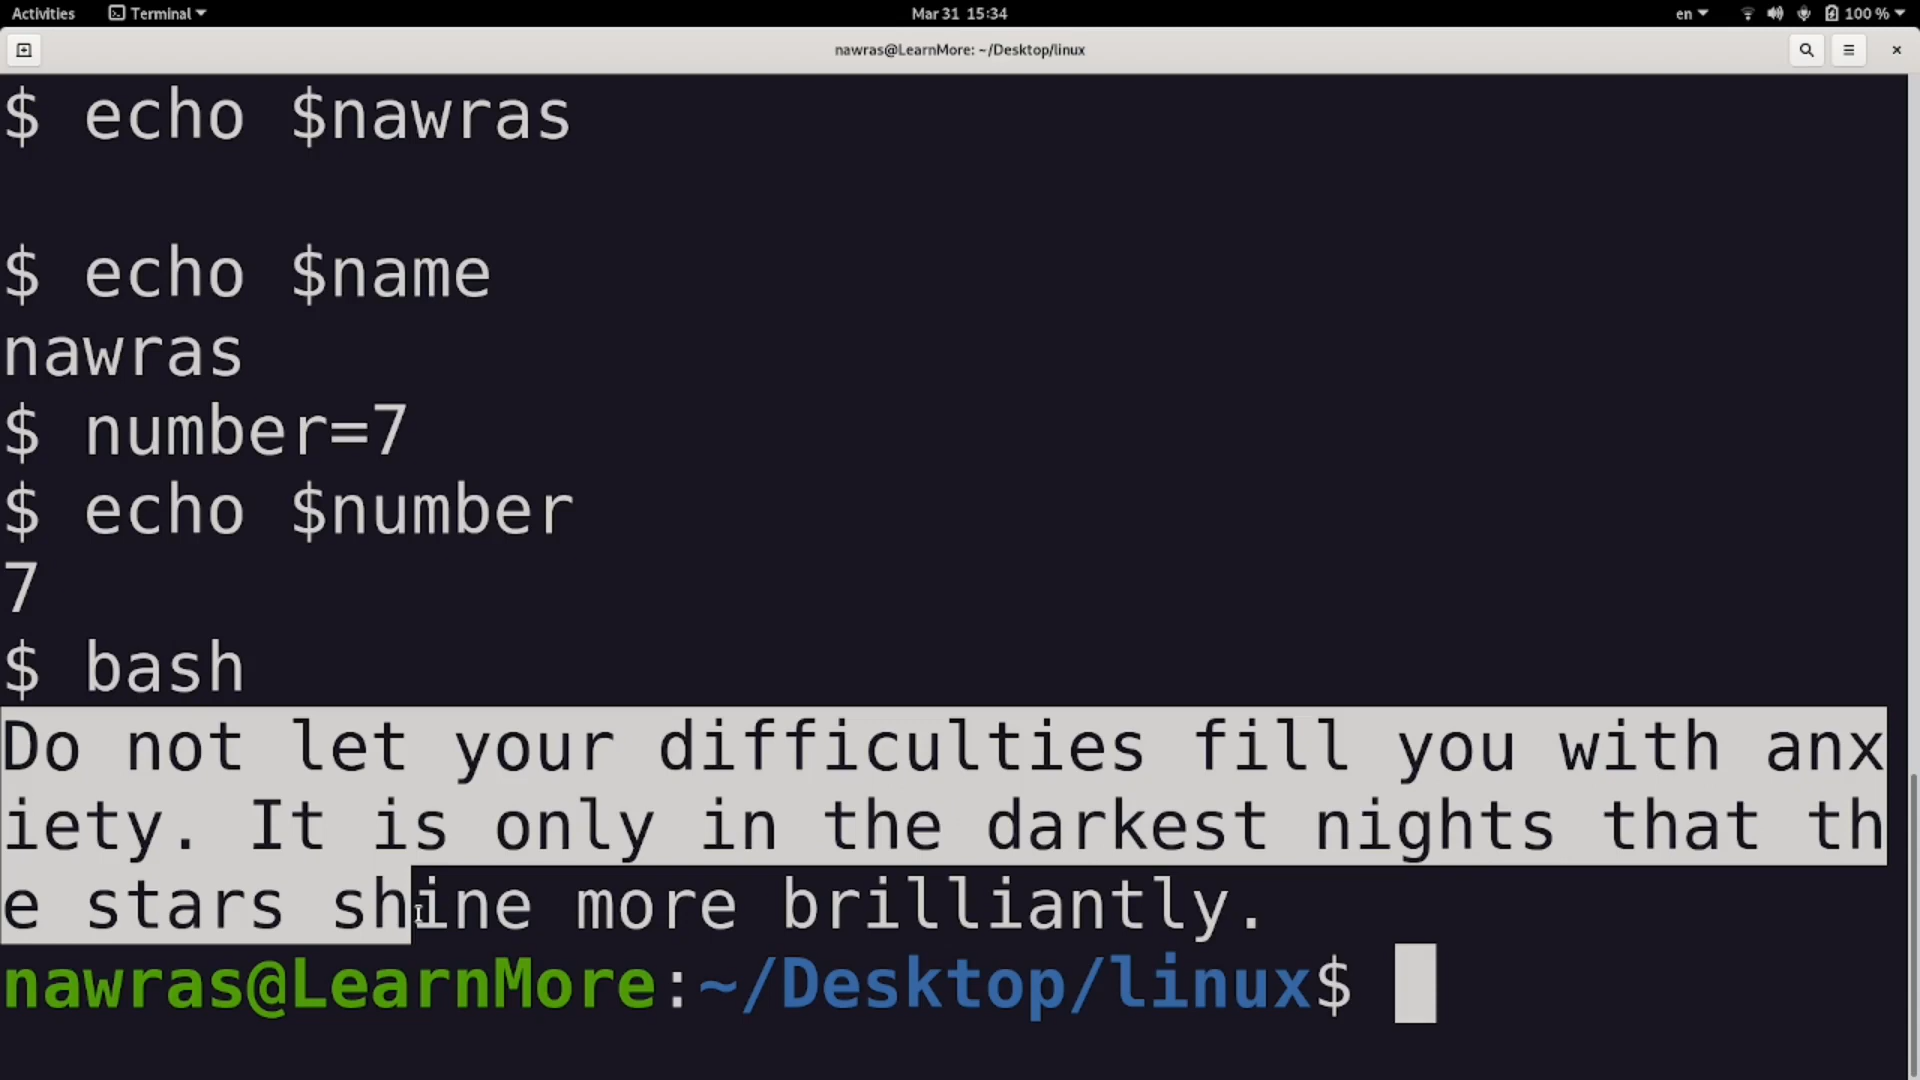 Activities Terminal Mar 31 15:34 en 100 %
nawras@LearnMore: ~/Desktop/linux
$ echo $nawras
$ echo $name
nawras
$ number=7
$ echo $number
7
$ bash
Do not let your difficulties fill you with anx
iety. It is only in the darkest nights that th
e stars shine more brilliantly.
nawras@LearnMore:~/Desktop/linux$